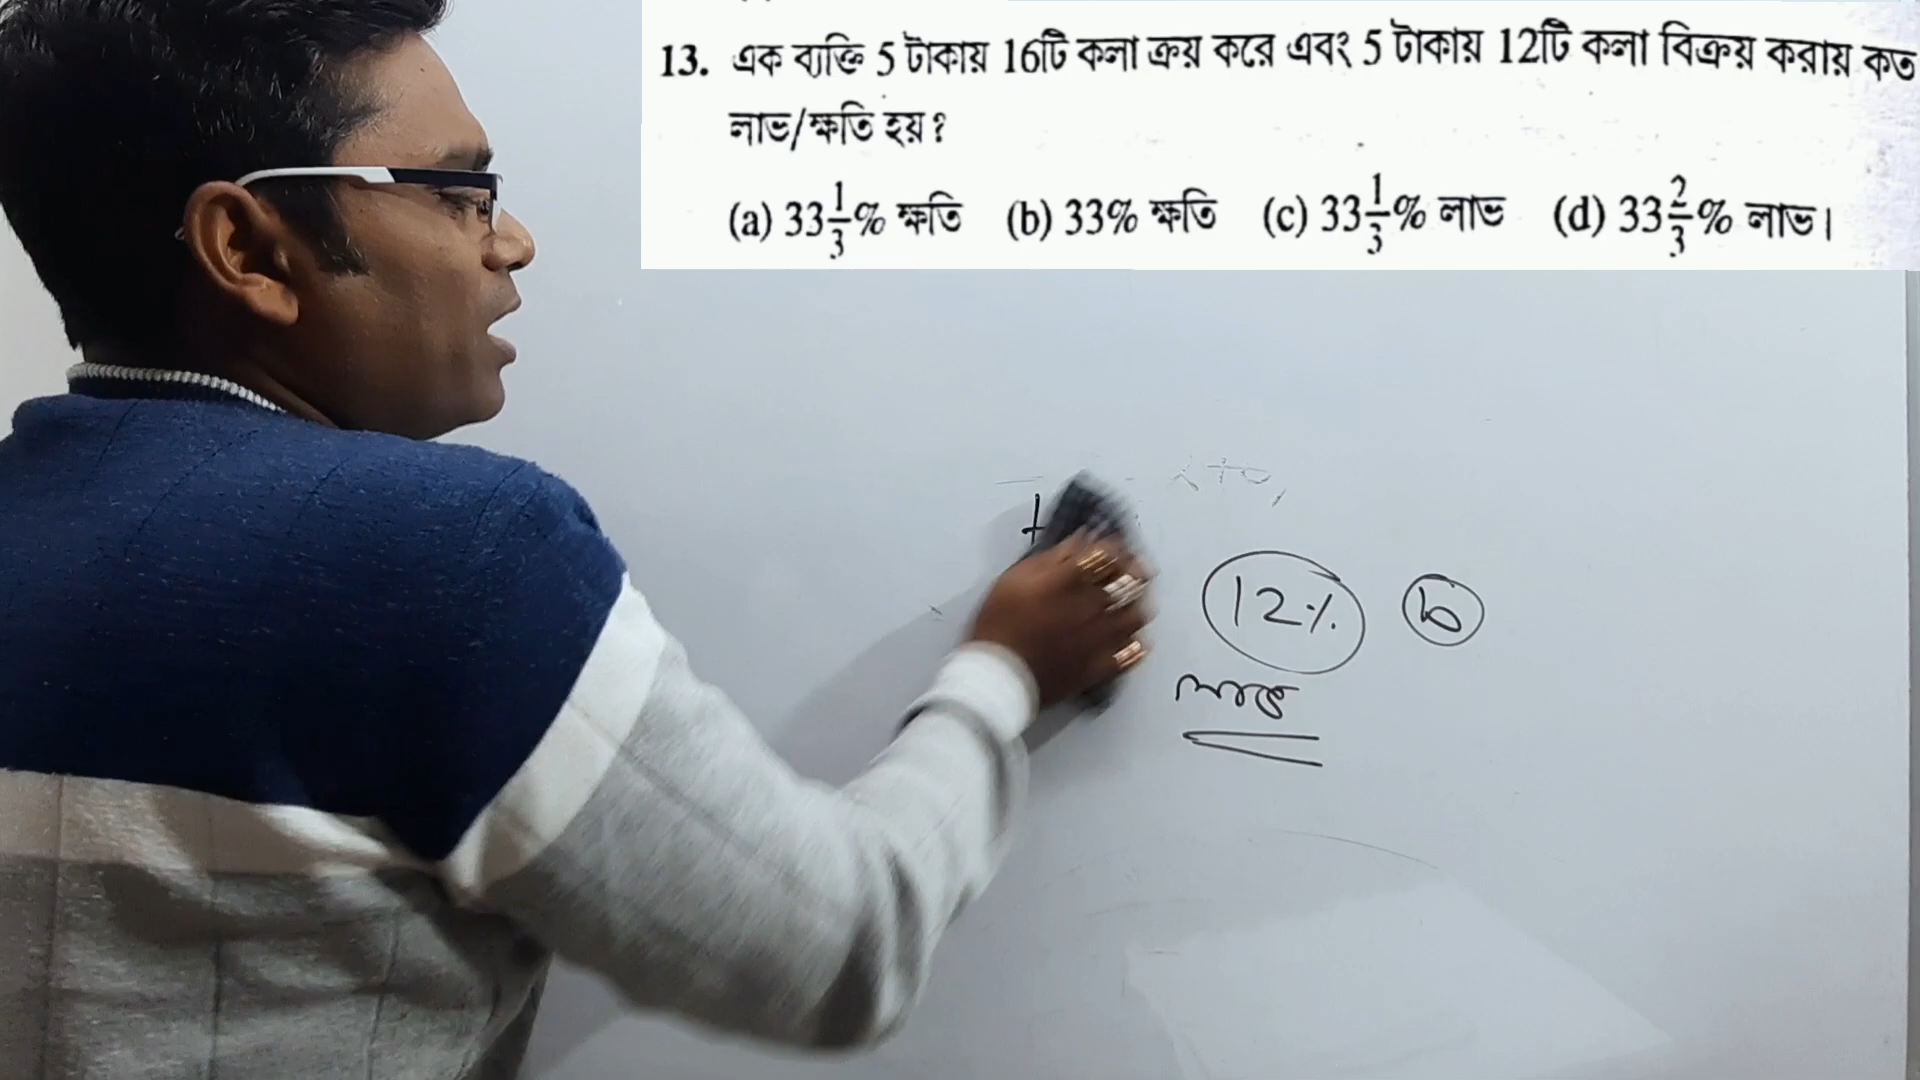 13. এক ব্যক্তি 5 টাকায় 16টি কলা ক্রয় করে এবং 5 টাকায় 12টি কলা বিক্রয় করায় কত
লাভ/ক্ষতি হয়?
(a) 33 1/3% ক্ষতি (b) 33% ক্ষতি (c) 33 1/3% লাভ (d) 33 2/3% লাভ।
12% b
লাভ